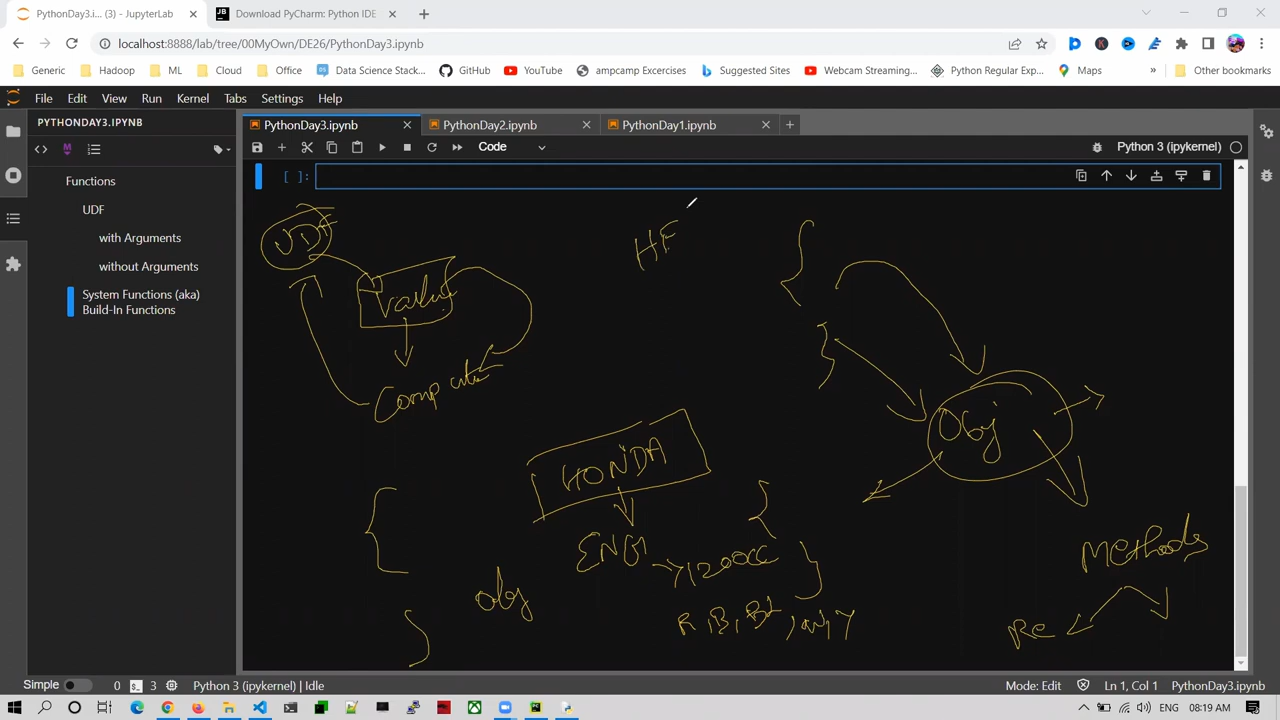 PythonDay3.i... (3) - JupyterLab
Download PyCharm: Python IDE
localhost:8888/lab/tree/00MyOwn/DE26/PythonDay3.ipynb
Generic Hadoop ML Cloud Office Data Science Stack... GitHub YouTube ampcamp Excercises Suggested Sites Webcam Streaming... Python Regular Exp... Maps » Other bookmarks
File Edit View Run Kernel Tabs Settings Help
PYTHONDAY3.IPYNB
PythonDay3.ipynb PythonDay2.ipynb PythonDay1.ipynb
Code Python 3 (ipykernel)
[ ]:
Functions
UDF
with Arguments
without Arguments
System Functions (aka)
Build-In Functions
UDF
HF
value
Compute
Obj
HONDA
ENG
1200CC
Methods
obj
R, B, Bl
Re
Simple 0 3 Python 3 (ipykernel) | Idle Mode: Edit Ln 1, Col 1 PythonDay3.ipynb
ENG 08:19 AM